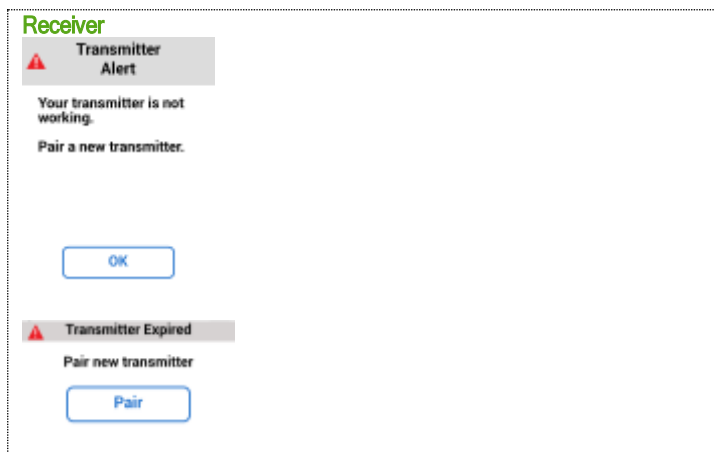 Receiver
Transmitter
Alert
Your transmitter is not
working.
Pair a new transmitter.
OK
Transmitter Expired
Pair new transmitter
Pair